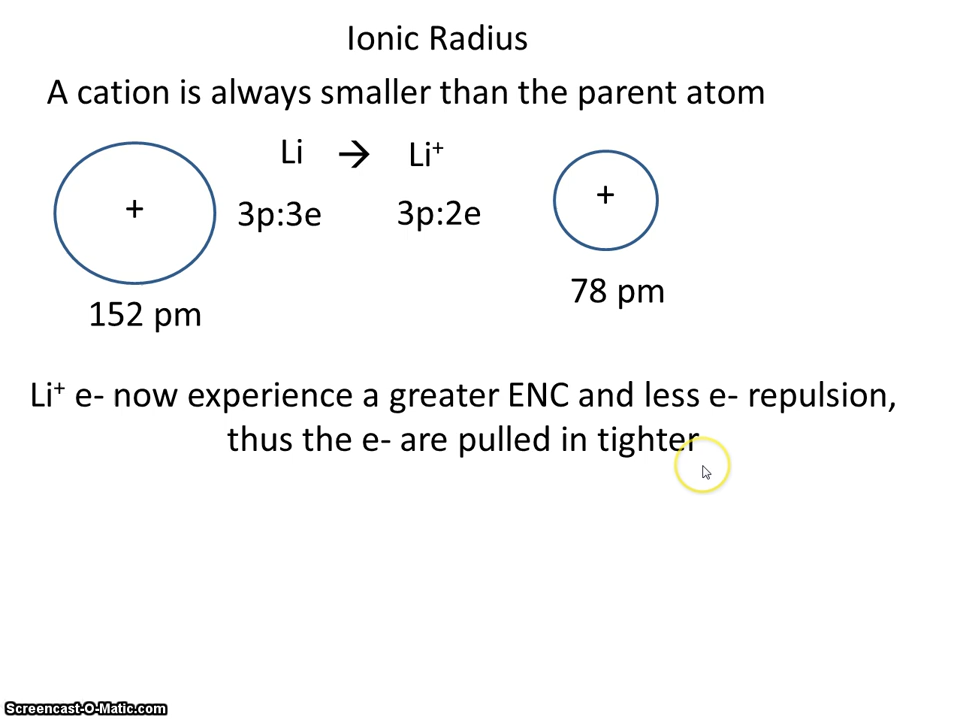 Ionic Radius
A cation is always smaller than the parent atom
Li → Li⁺
+ 3p:3e 3p:2e +
152 pm
78 pm
Li⁺ e- now experience a greater ENC and less e- repulsion,
thus the e- are pulled in tighter
Screencast-O-Matic.com